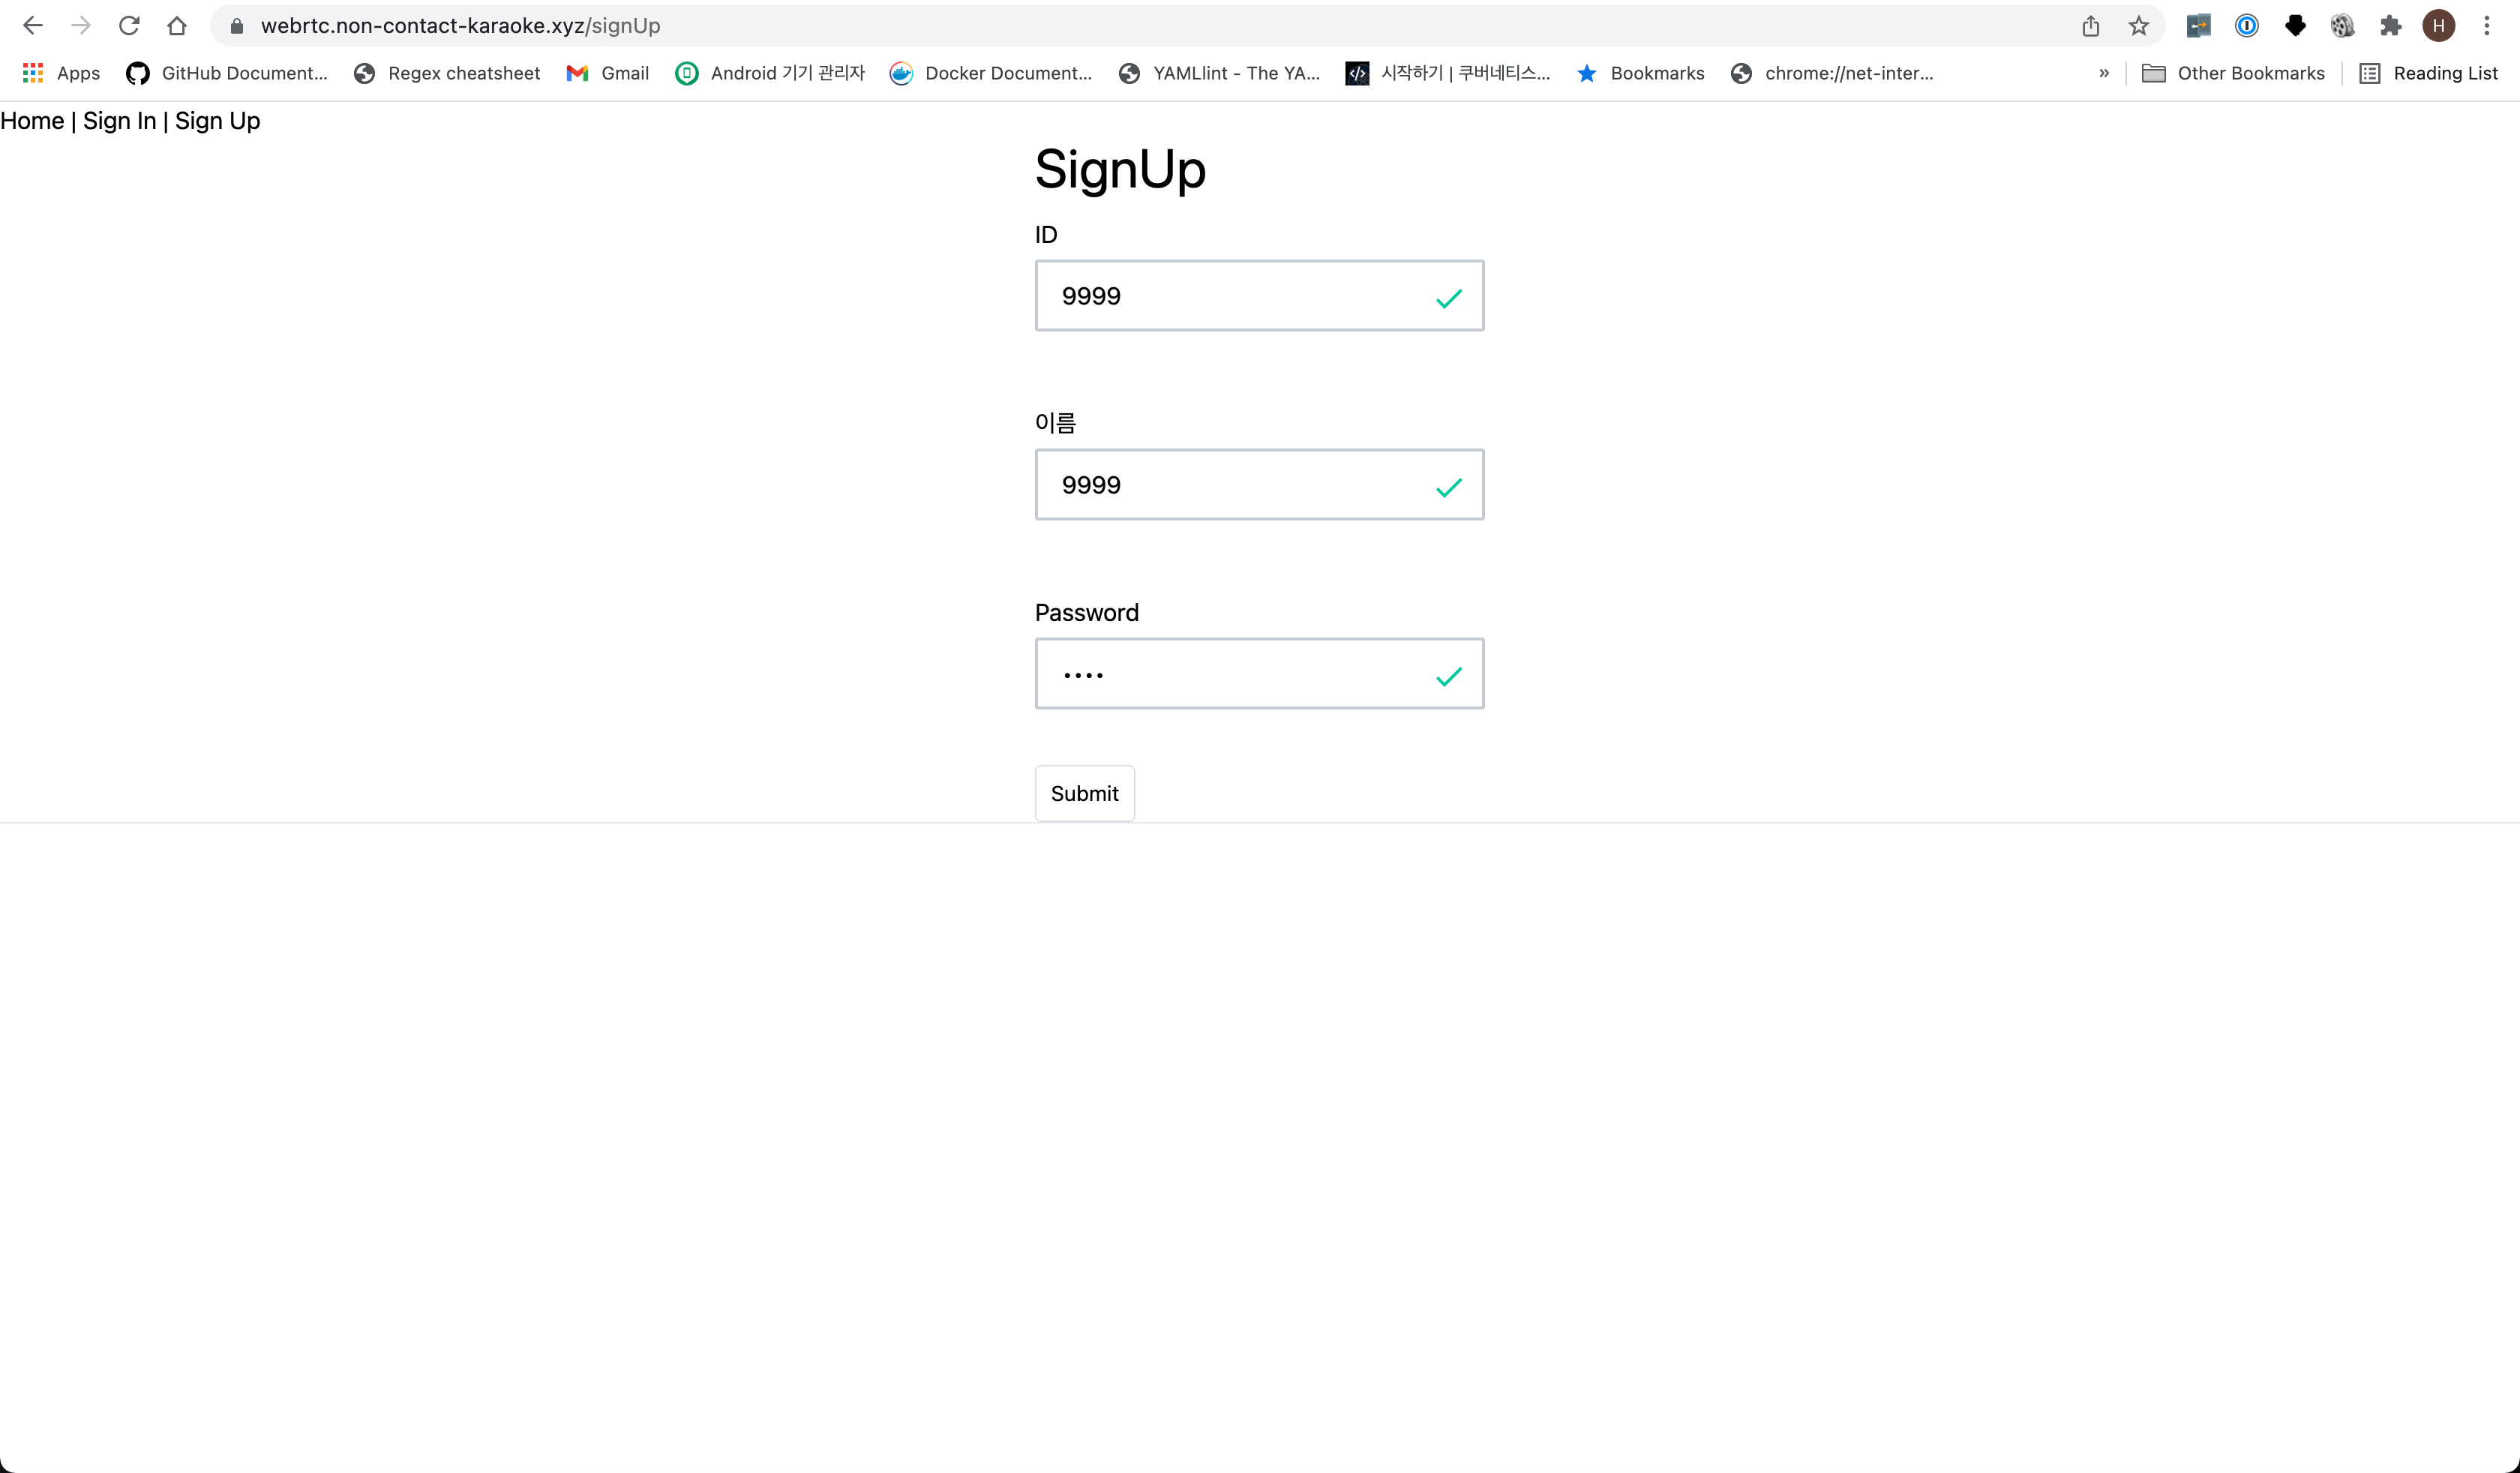 webrtc.non-contact-karaoke.xyz/signUp
H
Apps GitHub Document... Regex cheatsheet Gmail Android 기기 관리자 Docker Document... YAMLlint - The YA... 시작하기 | 쿠버네티스... Bookmarks chrome://net-inter... » Other Bookmarks Reading List
Home | Sign In | Sign Up
SignUp
ID
9999
이름
9999
Password
••••
Submit